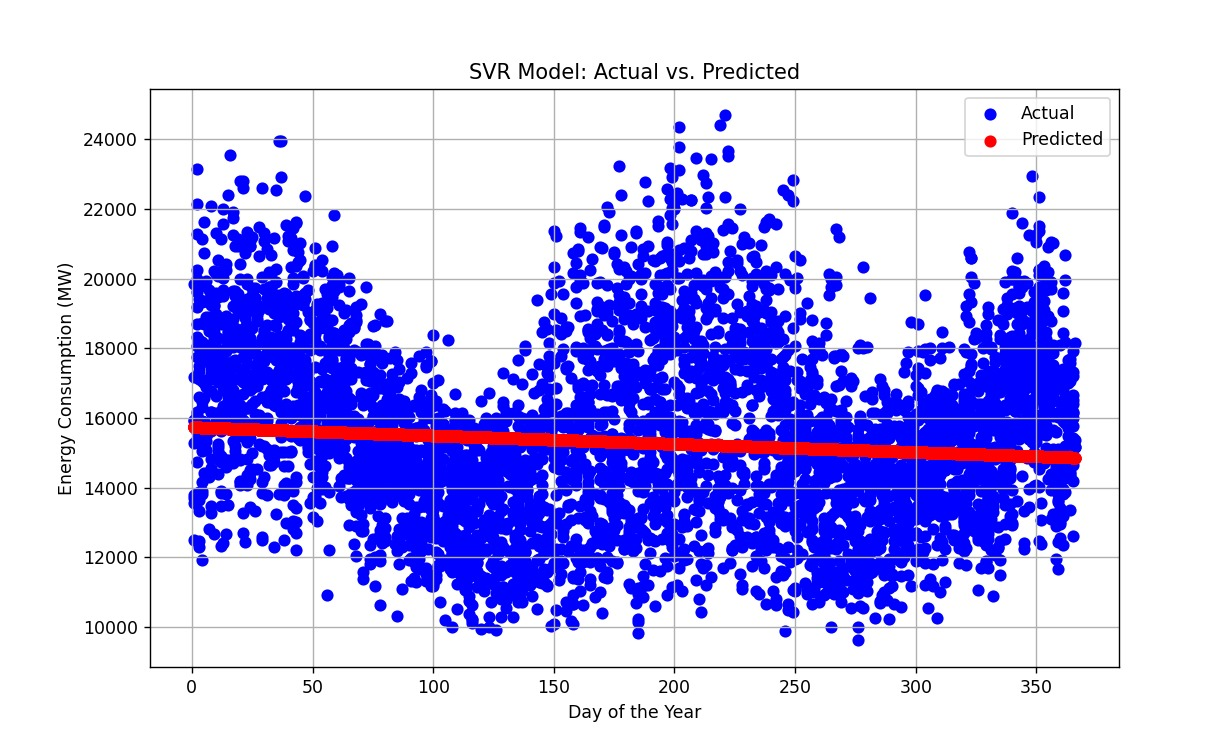 SVR Model: Actual vs. Predicted
Actual
Predicted
24000
22000
20000
18000
16000
14000
12000
10000
Energy Consumption (MW)
0 50 100 150 200 250 300 350
Day of the Year